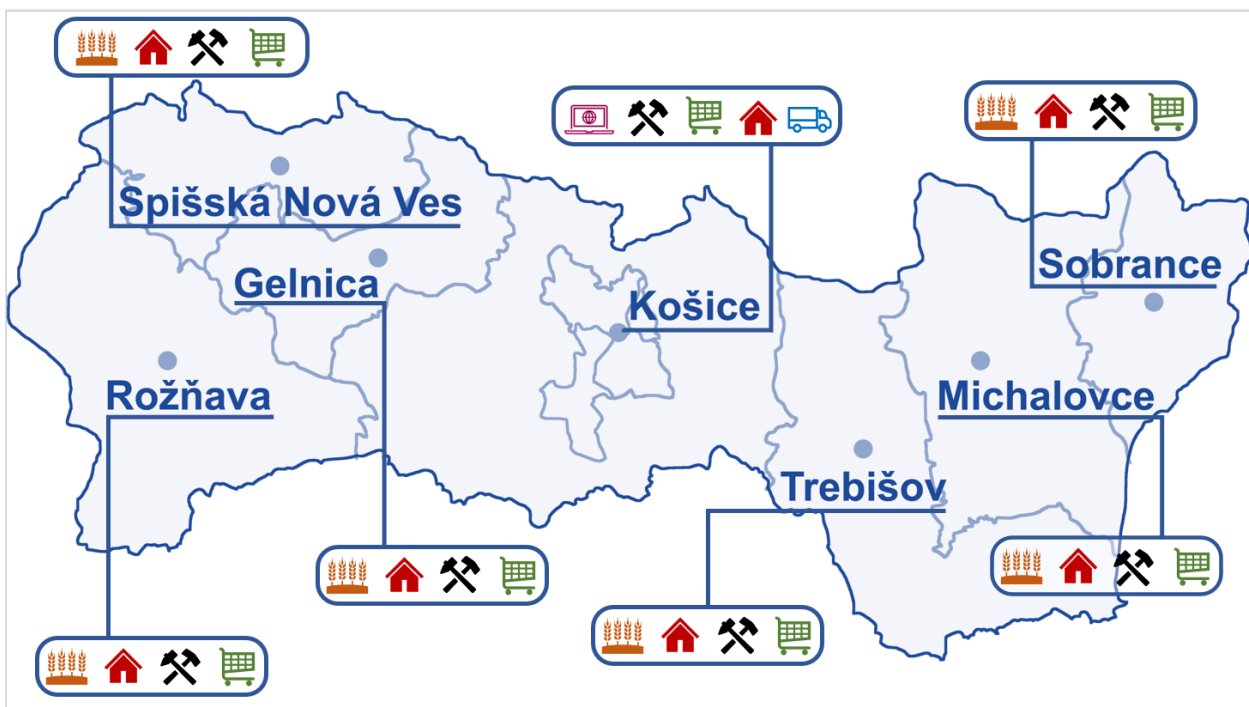 Spišská Nová Ves
Gelnica
Košice
Sobrance
Rožňava
Michalovce
Trebišov